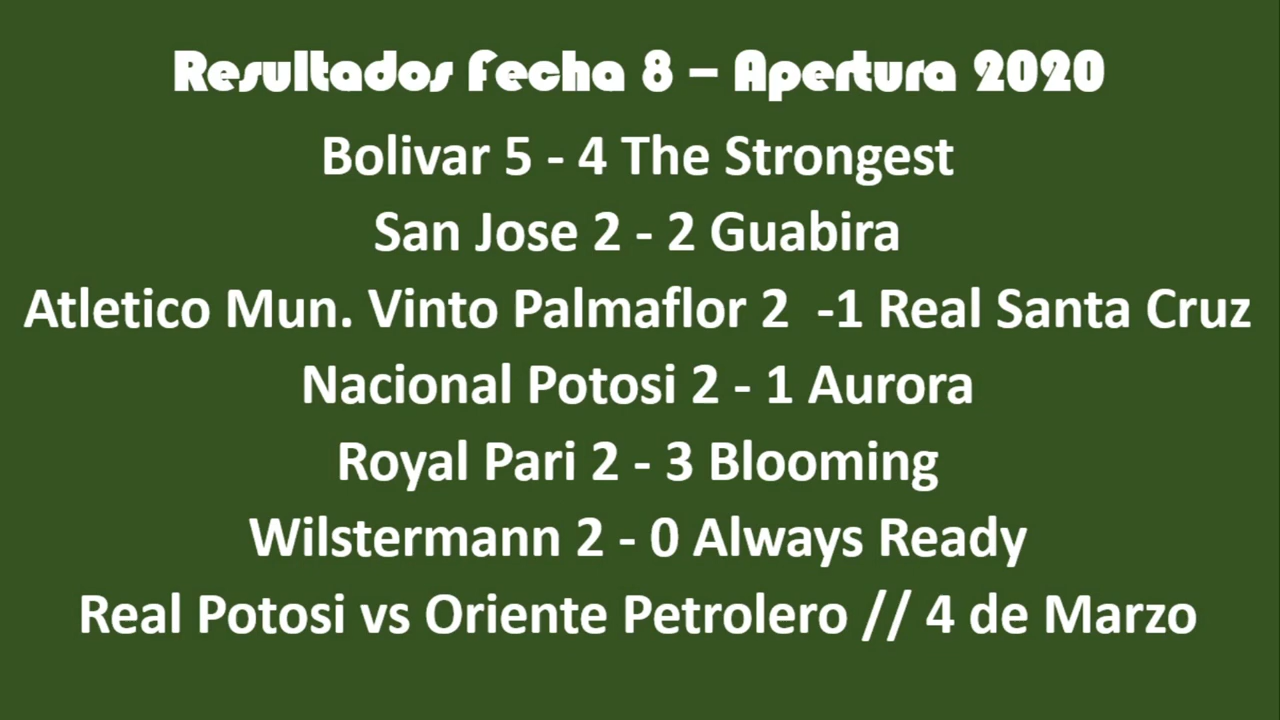 Resultados Fecha 8 – Apertura 2020
Bolivar 5 - 4 The Strongest
San Jose 2 - 2 Guabira
Atletico Mun. Vinto Palmaflor 2  -1 Real Santa Cruz
Nacional Potosi 2 - 1 Aurora
Royal Pari 2 - 3 Blooming
Wilstermann 2 - 0 Always Ready
Real Potosi vs Oriente Petrolero // 4 de Marzo